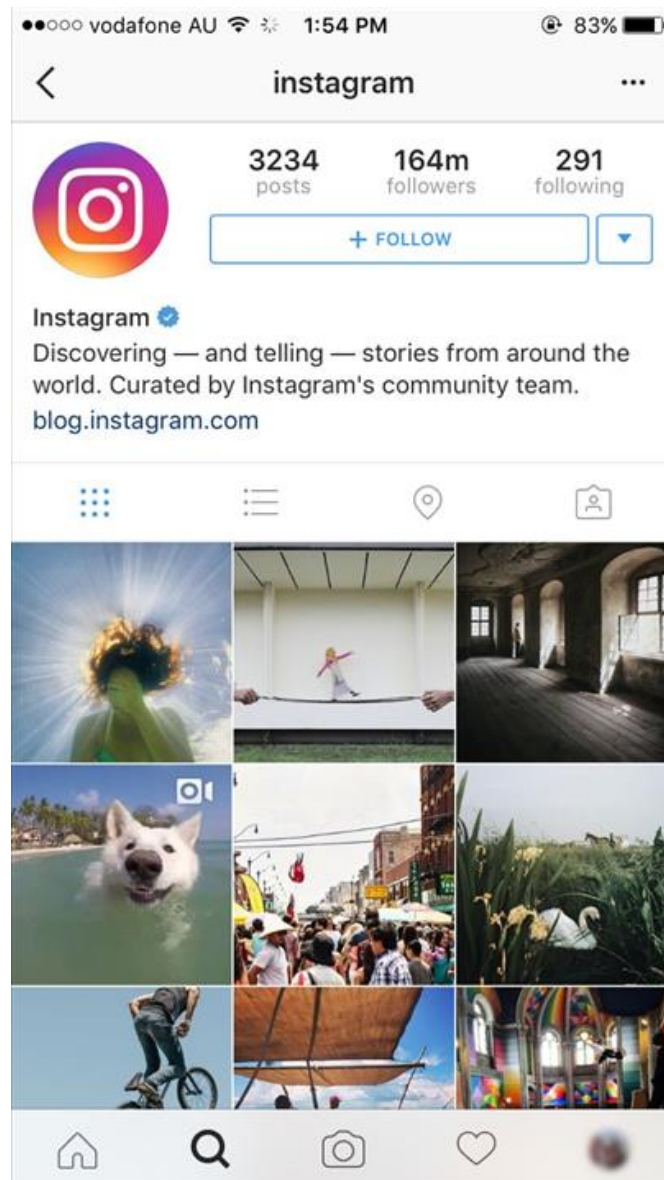 vodafone AU 1:54 PM 83%
instagram
3234 164m 291
posts followers following
+ FOLLOW
Instagram
Discovering — and telling — stories from around the
world. Curated by Instagram's community team.
blog.instagram.com